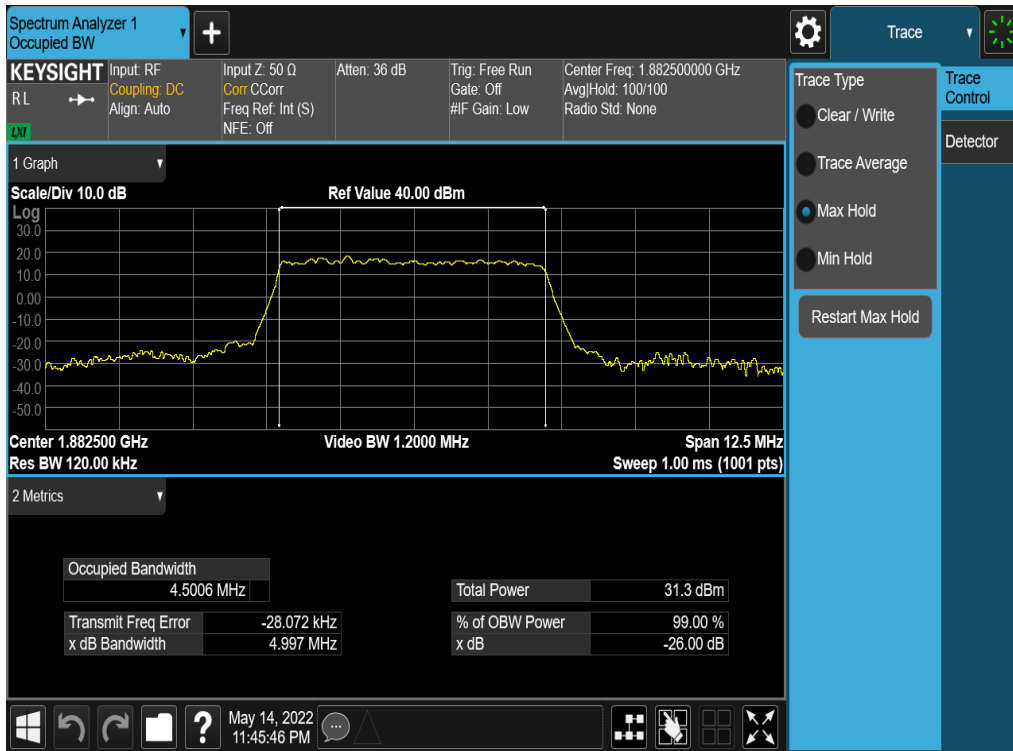 Spectrum Analyzer 1
Occupied BW
+
Trace
KEYSIGHT
RL
LXI
Input: RF
Coupling: DC
Align: Auto
Input Z: 50 Ω
Corr CCorr
Freq Ref: Int (S)
NFE: Off
Atten: 36 dB
Trig: Free Run
Gate: Off
#IF Gain: Low
Center Freq: 1.882500000 GHz
Avg|Hold: 100/100
Radio Std: None
Trace Type
Clear / Write
Trace Average
Max Hold
Min Hold
Restart Max Hold
Trace
Control
Detector
1 Graph
Scale/Div 10.0 dB
Ref Value 40.00 dBm
Log
30.0
20.0
10.0
0.00
-10.0
-20.0
-30.0
-40.0
-50.0
Center 1.882500 GHz
Video BW 1.2000 MHz
Span 12.5 MHz
Res BW 120.00 kHz
Sweep 1.00 ms (1001 pts)
2 Metrics
Occupied Bandwidth
4.5006 MHz
Total Power 31.3 dBm
Transmit Freq Error -28.072 kHz
% of OBW Power 99.00 %
x dB Bandwidth 4.997 MHz
x dB -26.00 dB
?
May 14, 2022
11:45:46 PM